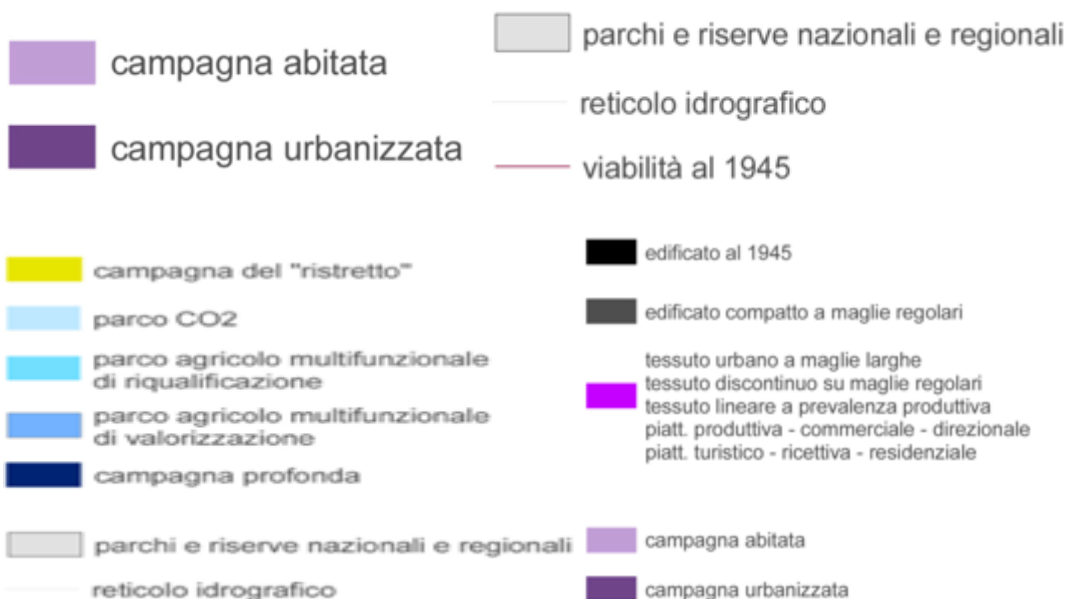 campagna abitata
campagna urbanizzata
parchi e riserve nazionali e regionali
reticolo idrografico
viabilità al 1945
campagna del "ristretto"
parco CO2
parco agricolo multifunzionale
di riqualificazione
parco agricolo multifunzionale
di valorizzazione
campagna profonda
parchi e riserve nazionali e regionali
reticolo idrografico
edificato al 1945
edificato compatto a maglie regolari
tessuto urbano a maglie larghe
tessuto discontinuo su maglie regolari
tessuto lineare a prevalenza produttiva
piatt. produttiva - commerciale - direzionale
piatt. turistico - ricettiva - residenziale
campagna abitata
campagna urbanizzata